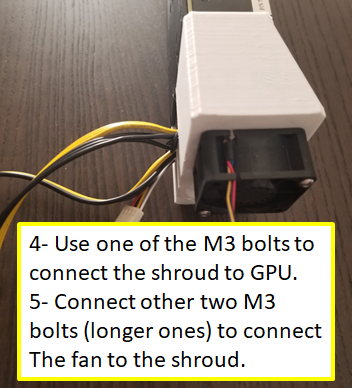 4- Use one of the M3 bolts to
connect the shroud to GPU.
5- Connect other two M3
bolts (longer ones) to connect
The fan to the shroud.